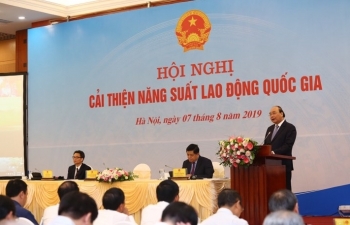 HỘI NGHỊ
CẢI THIỆN NĂNG SUẤT LAO ĐỘNG QUỐC GIA
Hà Nội, ngày 07 tháng 8 năm 2019